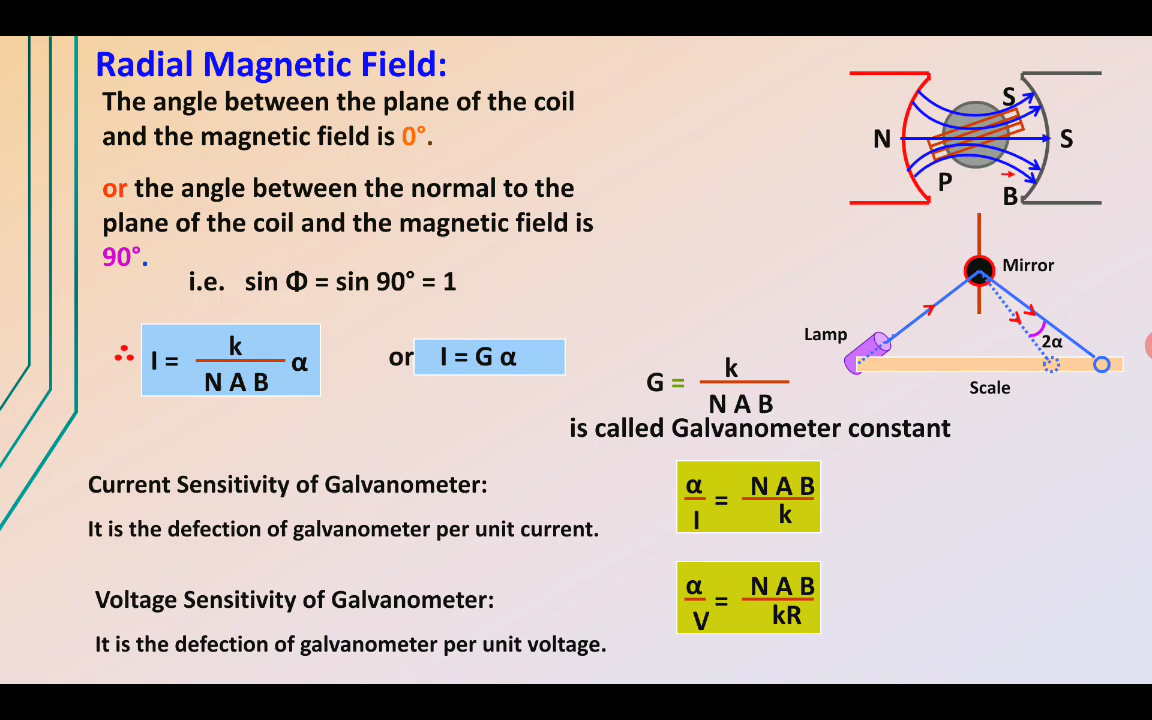 Radial Magnetic Field:
The angle between the plane of the coil
and the magnetic field is 0°.
or the angle between the normal to the
plane of the coil and the magnetic field is
90°.
i.e. sin Φ = sin 90° = 1
∴ I = k / N A B α or I = G α
G = k / N A B
is called Galvanometer constant
Current Sensitivity of Galvanometer:
It is the defection of galvanometer per unit current.
α / I = N A B / k
Voltage Sensitivity of Galvanometer:
It is the defection of galvanometer per unit voltage.
α / V = N A B / kR
S
N
S
P
B
Mirror
Lamp
2α
Scale